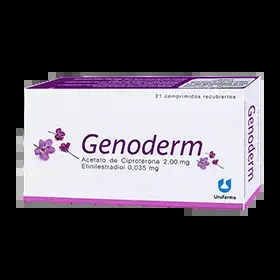 21 comprimidos recubiertos
Genoderm
Acetato de Ciproterona 2,00 mg
Etinilestradiol 0,035 mg
Unifarma